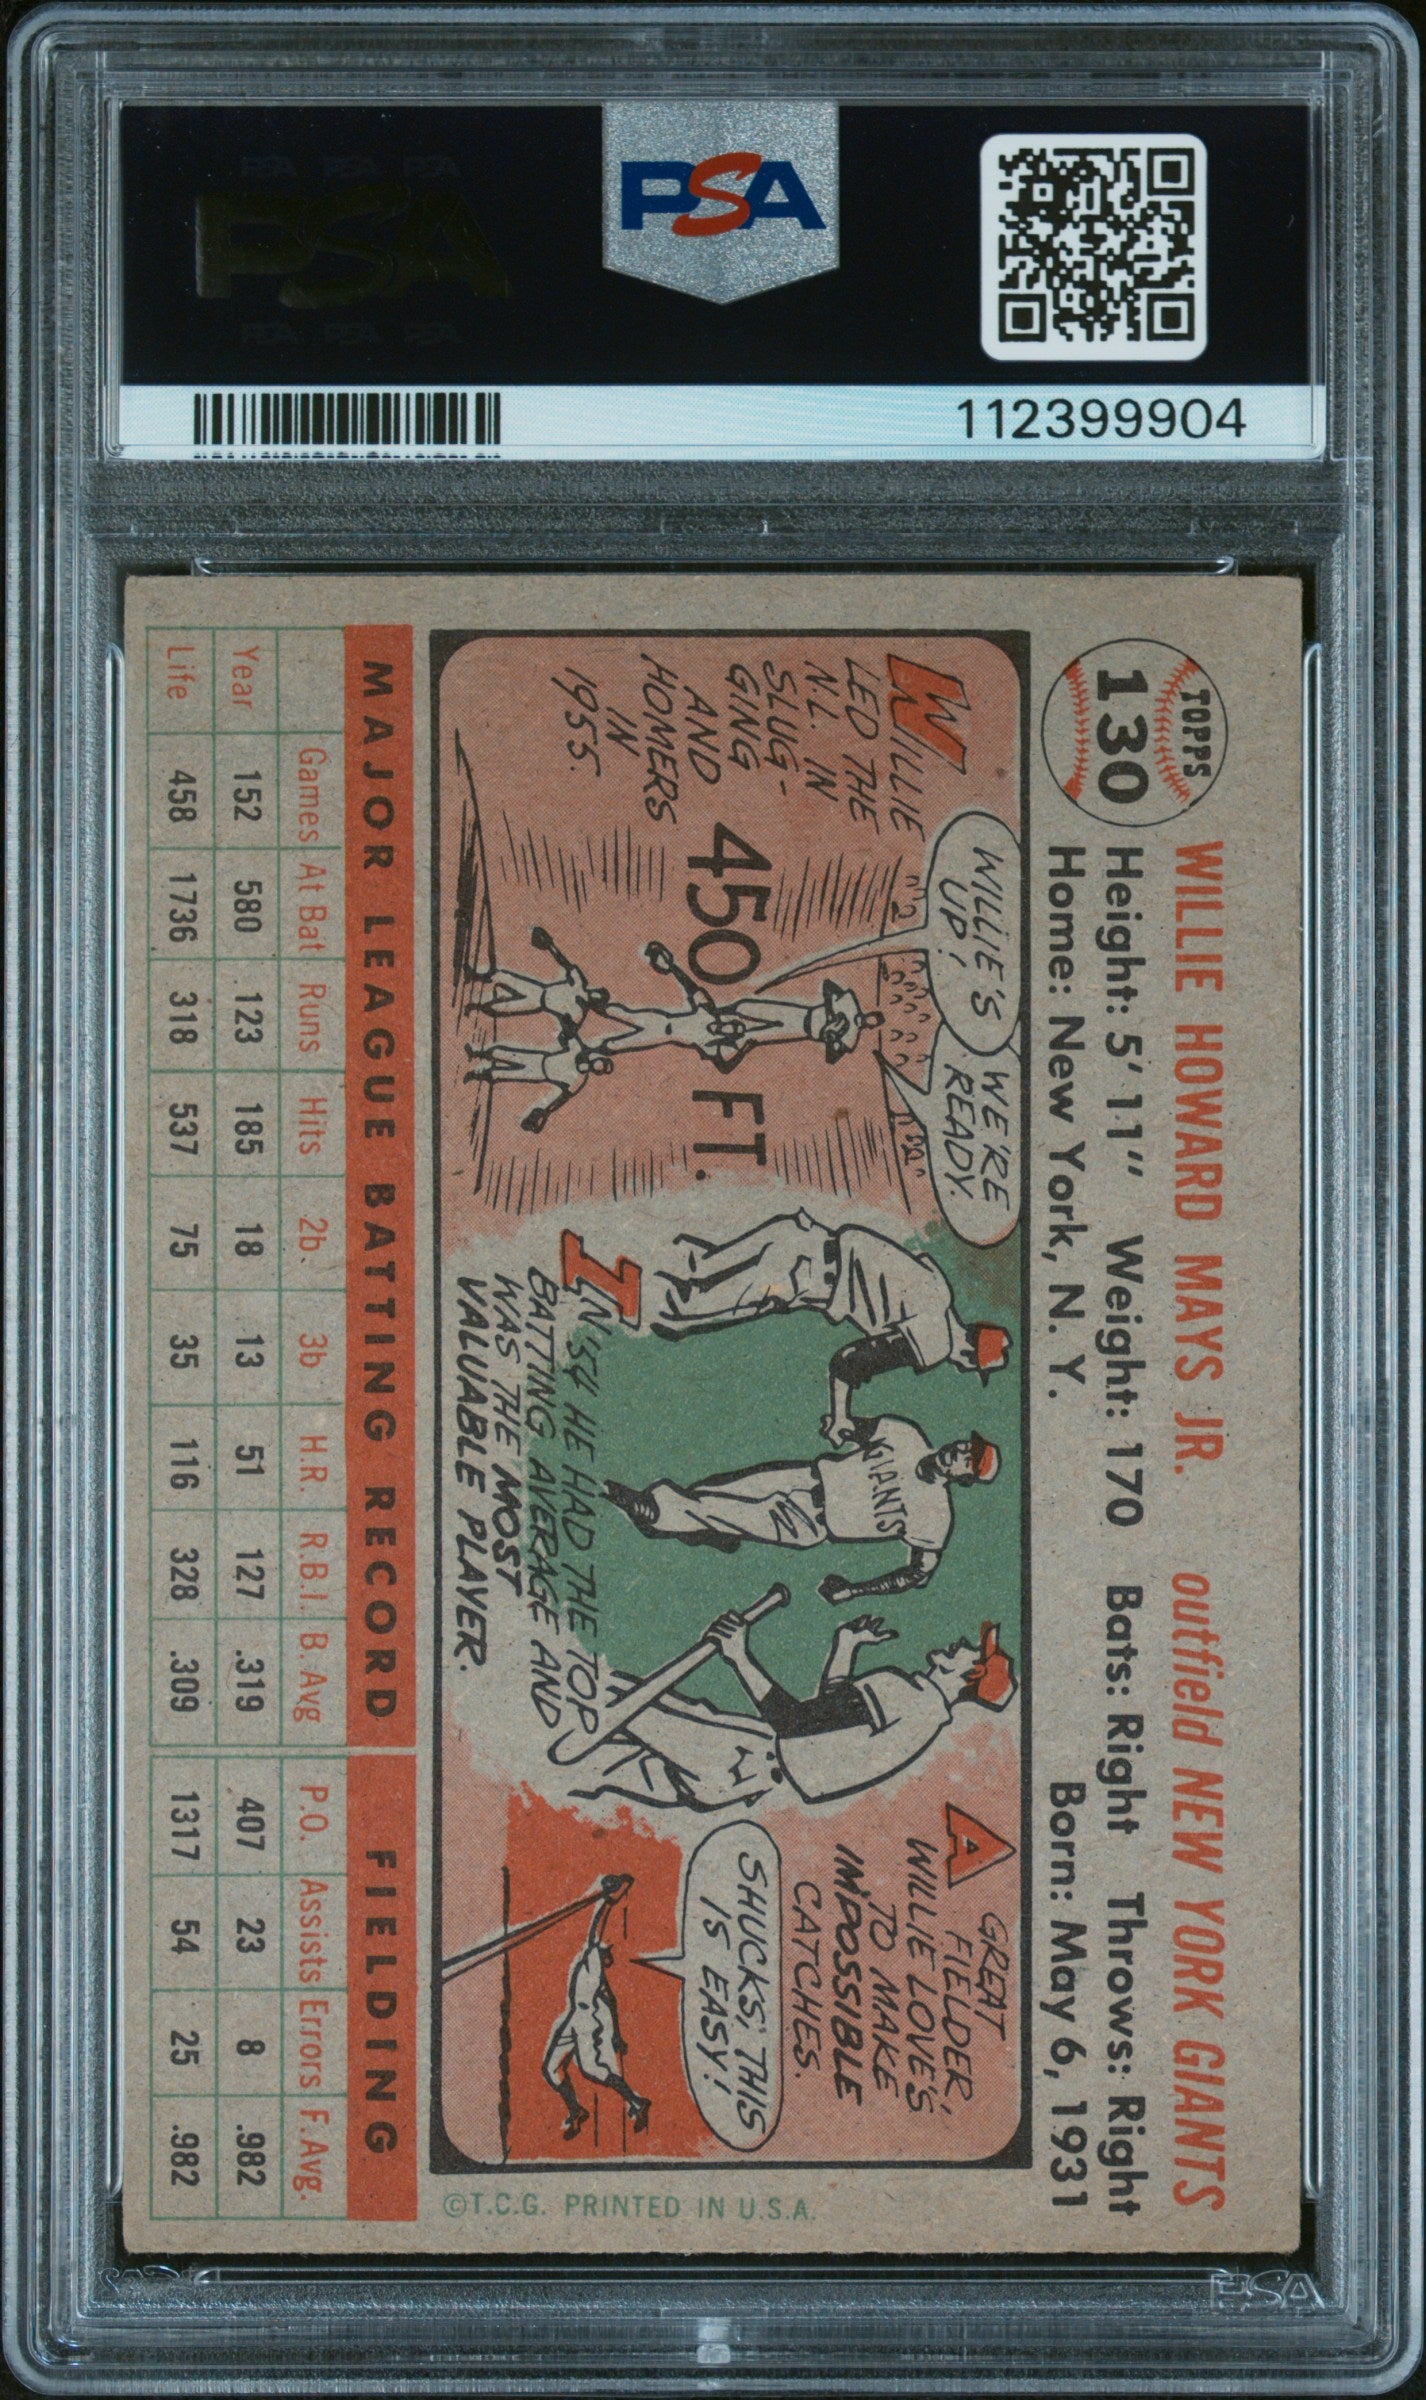 PSA
112399904
TOPPS
130
WILLIE HOWARD MAYS JR. outfield NEW YORK GIANTS
Height: 5' 11" Weight: 170 Bats: Right Throws: Right
Home: New York, N. Y. Born: May 6, 1931
WILLIE
LED THE
N.L. IN
SLUG-
GING
AND
HOMERS
IN
1955.
WILLIE'S
UP!
WE'RE
READY.
450 FT.
GIANTS
IN '54 HE HAD THE TOP
BATTING AVERAGE AND
WAS THE MOST
VALUABLE PLAYER.
A GREAT
FIELDER,
WILLIE LOVE'S
TO MAKE
IMPOSSIBLE
CATCHES.
SHUCKS, THIS
IS EASY!
MAJOR LEAGUE BATTING RECORD FIELDING
Games At Bat Runs Hits 2b 3b H.R. R.B.I. B. Avg P.O. Assists Errors F. Avg.
Year 152 580 123 185 18 13 51 127 .319 407 23 8 .982
Life 458 1736 318 537 75 35 116 328 .309 1317 54 25 .982
©T.C.G. PRINTED IN U.S.A.
PSA